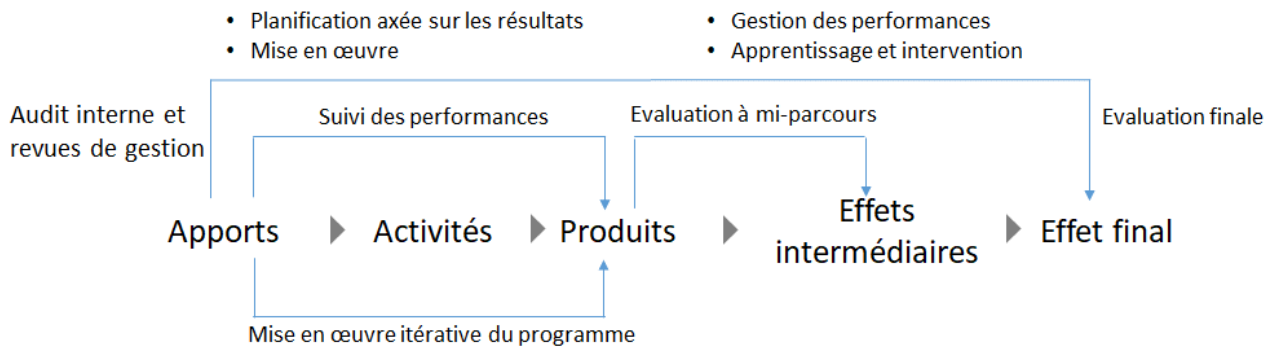 • Planification axée sur les résultats
• Mise en œuvre
• Gestion des performances
• Apprentissage et intervention
Audit interne et
revues de gestion
Suivi des performances
Evaluation à mi-parcours
Evaluation finale
Apports
Activités
Produits
Effets
intermédiaires
Effet final
Mise en œuvre itérative du programme